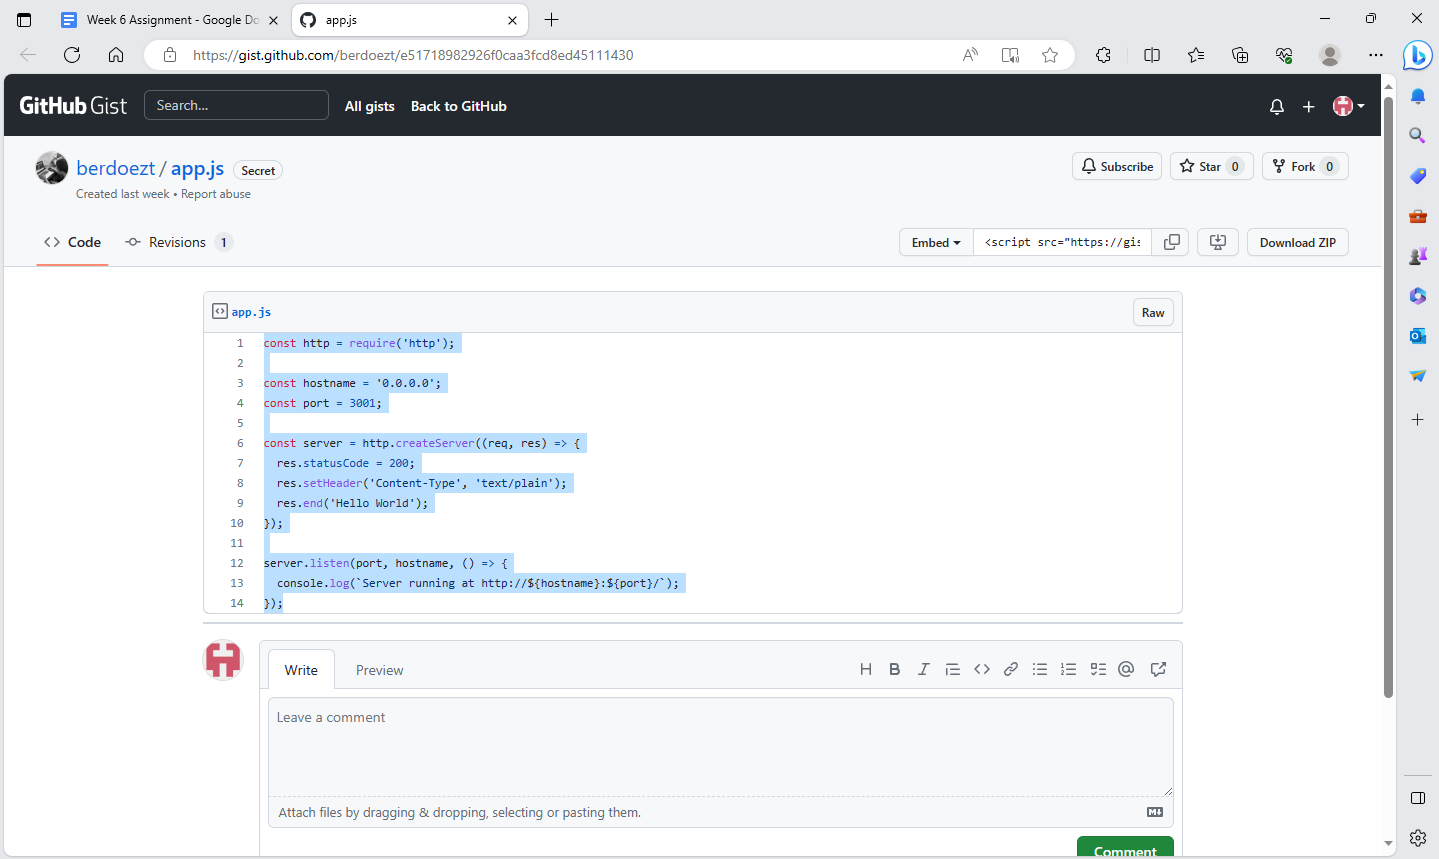 Week 6 Assignment - Google Do
app.js
https://gist.github.com/berdoezt/e51718982926f0caa3fcd8ed45111430
GitHub Gist
Search...
All gists
Back to GitHub
berdoezt / app.js
Secret
Subscribe
Star 0
Fork 0
Created last week • Report abuse
Code
Revisions 1
Embed
<script src="https://gis
Download ZIP
app.js
Raw
1 const http = require('http');
2
3 const hostname = '0.0.0.0';
4 const port = 3001;
5
6 const server = http.createServer((req, res) => {
7   res.statusCode = 200;
8   res.setHeader('Content-Type', 'text/plain');
9   res.end('Hello World');
10 });
11
12 server.listen(port, hostname, () => {
13   console.log(`Server running at http://${hostname}:${port}/`);
14 });
Write
Preview
Leave a comment
Attach files by dragging & dropping, selecting or pasting them.
Comment